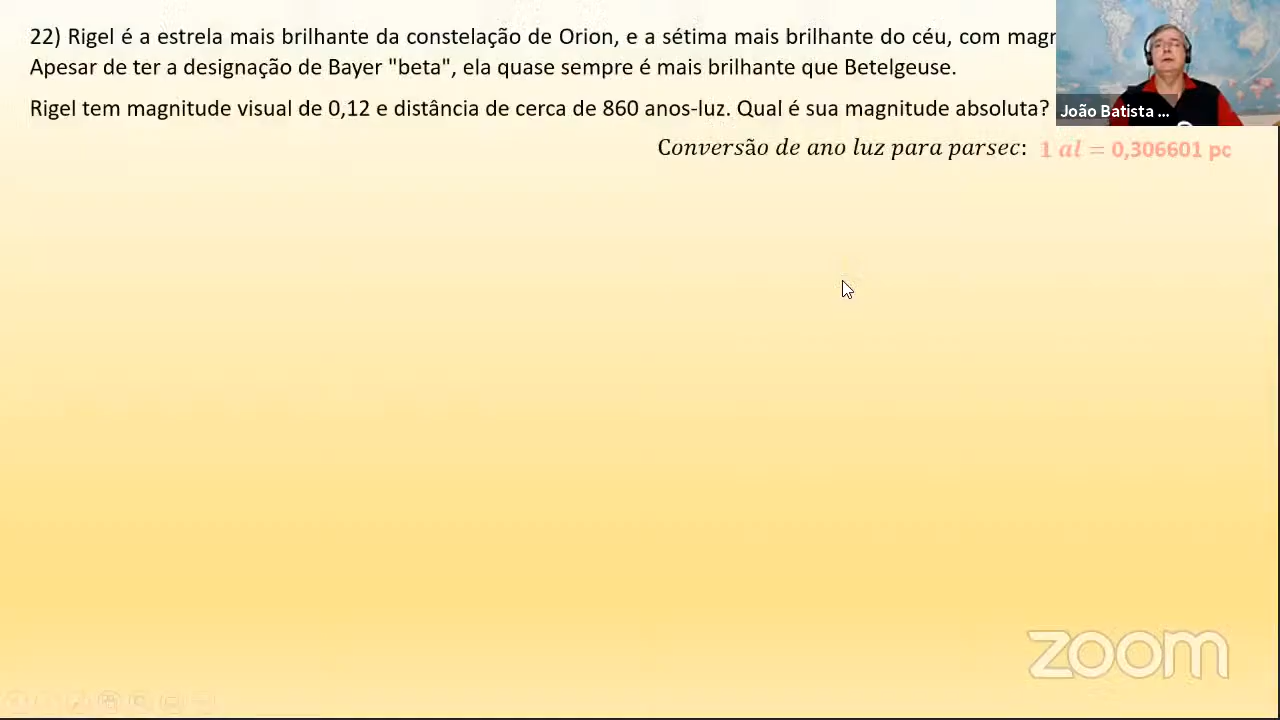 22) Rigel é a estrela mais brilhante da constelação de Orion, e a sétima mais brilhante do céu, com
Apesar de ter a designação de Bayer "beta", ela quase sempre é mais brilhante que Betelgeuse.
Rigel tem magnitude visual de 0,12 e distância de cerca de 860 anos-luz. Qual é sua magnitude absoluta?
João Batista ...
Conversão de ano luz para parsec: 1 al = 0,306601 pc
zoom